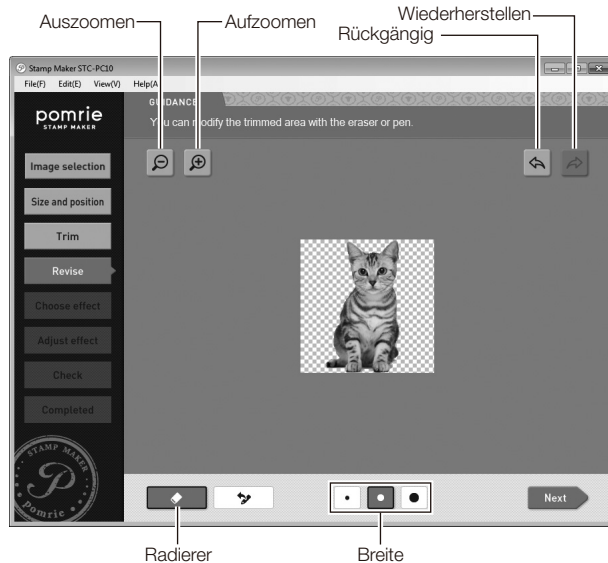 Auszoomen
Aufzoomen
Wiederherstellen
Rückgängig
Stamp Maker STC-PC10
File(F) Edit(E) View(V) Help(
GUIDANCE
You can modify the trimmed area with the eraser or pen.
pomrie
STAMP MAKER
Image selection
Size and position
Trim
Revise
Choose effect
Adjust effect
Check
Completed
STAMP MAKER
P
Pomrie
Next
Radierer
Breite